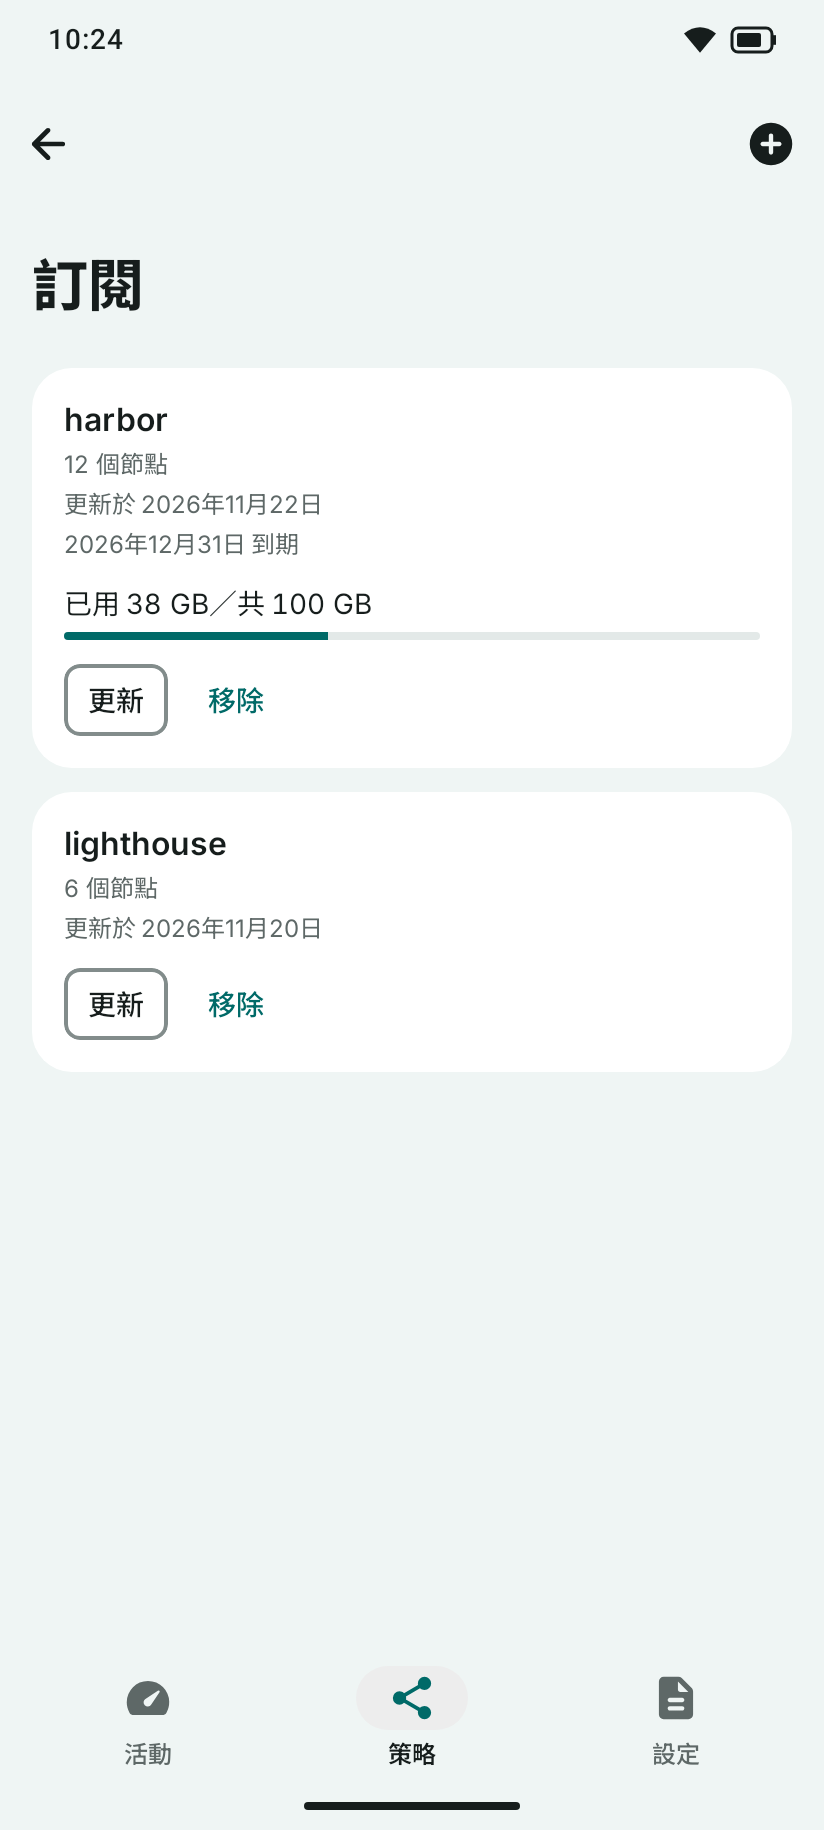 10:24
訂閱
harbor
12 個節點
更新於 2026年11月22日
2026年12月31日 到期
已用 38 GB／共 100 GB
更新 移除
lighthouse
6 個節點
更新於 2026年11月20日
更新 移除
活動 策略 設定